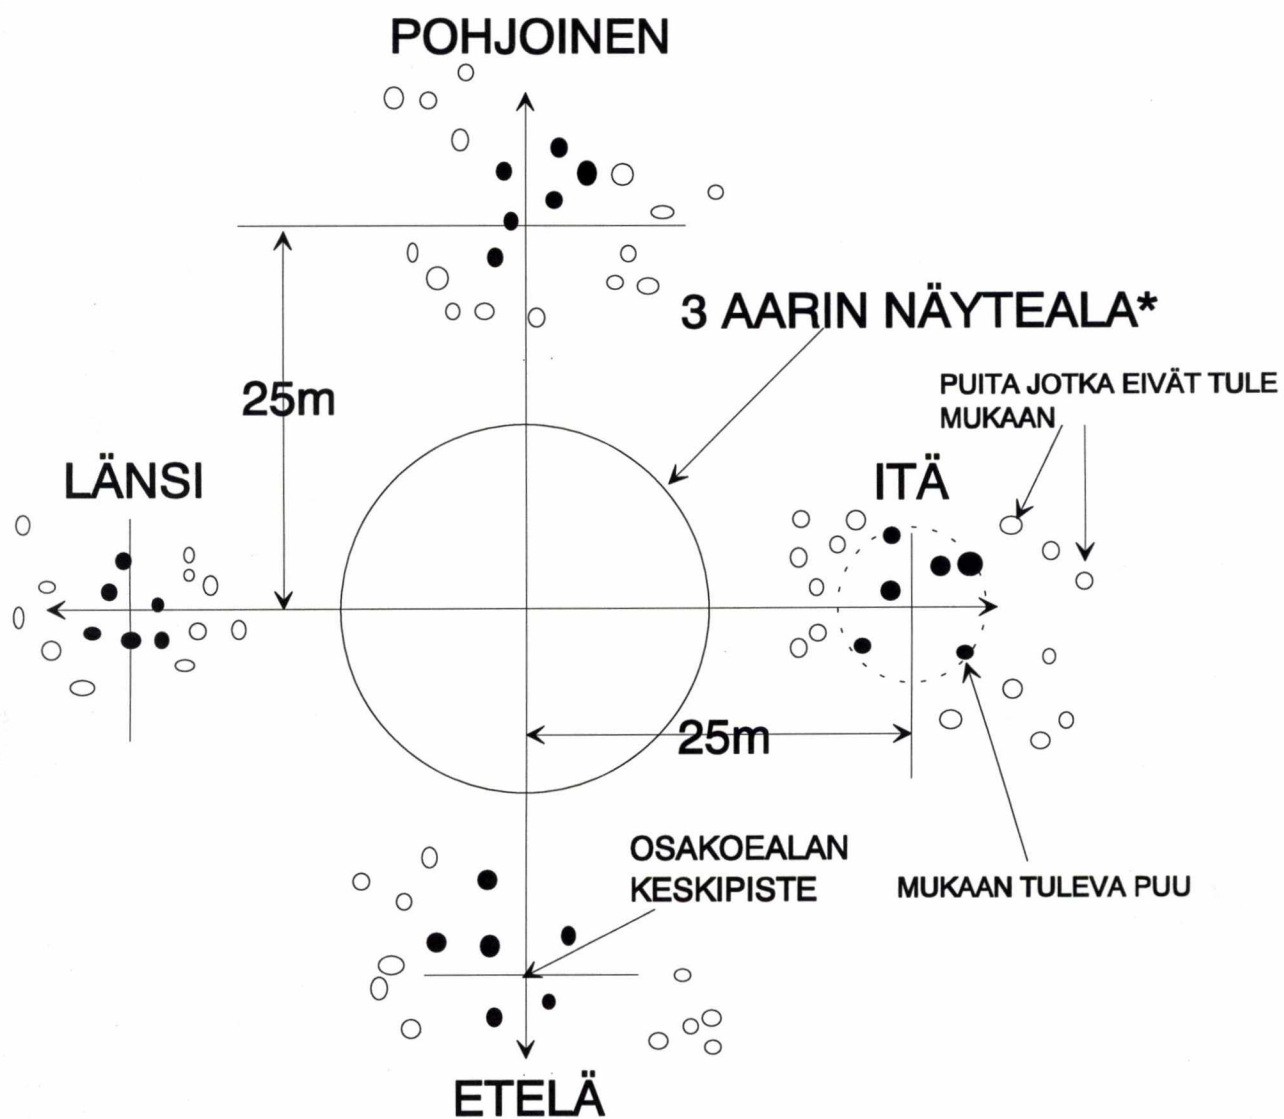 POHJOINEN
3 AARIN NÄYTEALA*
25m
PUITA JOTKA EIVÄT TULE
MUKAAN
LÄNSI
ITÄ
25m
OSAKOEALAN
KESKIPISTE
MUKAAN TULEVA PUU
ETELÄ